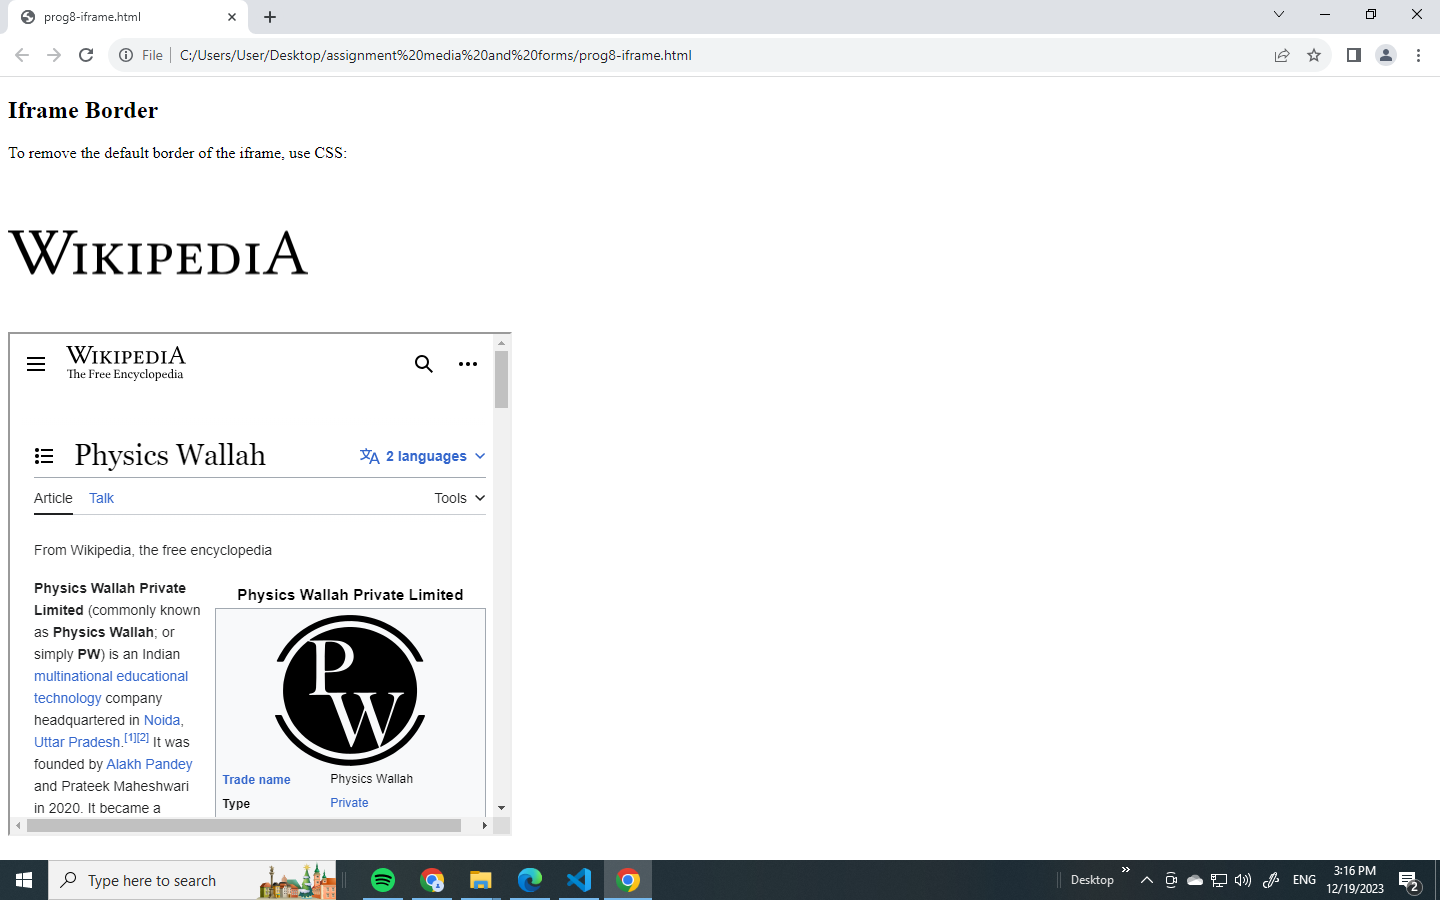 prog8-iframe.html
File
C:/Users/User/Desktop/assignment%20media%20and%20forms/prog8-iframe.html
Iframe Border
To remove the default border of the iframe, use CSS:
WIKIPEDIA
WIKIPEDIA
The Free Encyclopedia
Physics Wallah
2 languages
Article Talk Tools
From Wikipedia, the free encyclopedia
Physics Wallah Private
Limited (commonly known
as Physics Wallah; or
simply PW) is an Indian
multinational educational
technology company
headquartered in Noida,
Uttar Pradesh.[1][2] It was
founded by Alakh Pandey
and Prateek Maheshwari
in 2020. It became a
Physics Wallah Private Limited
P
W
Trade name Physics Wallah
Type Private
Type here to search
Desktop
ENG
3:16 PM
12/19/2023
2